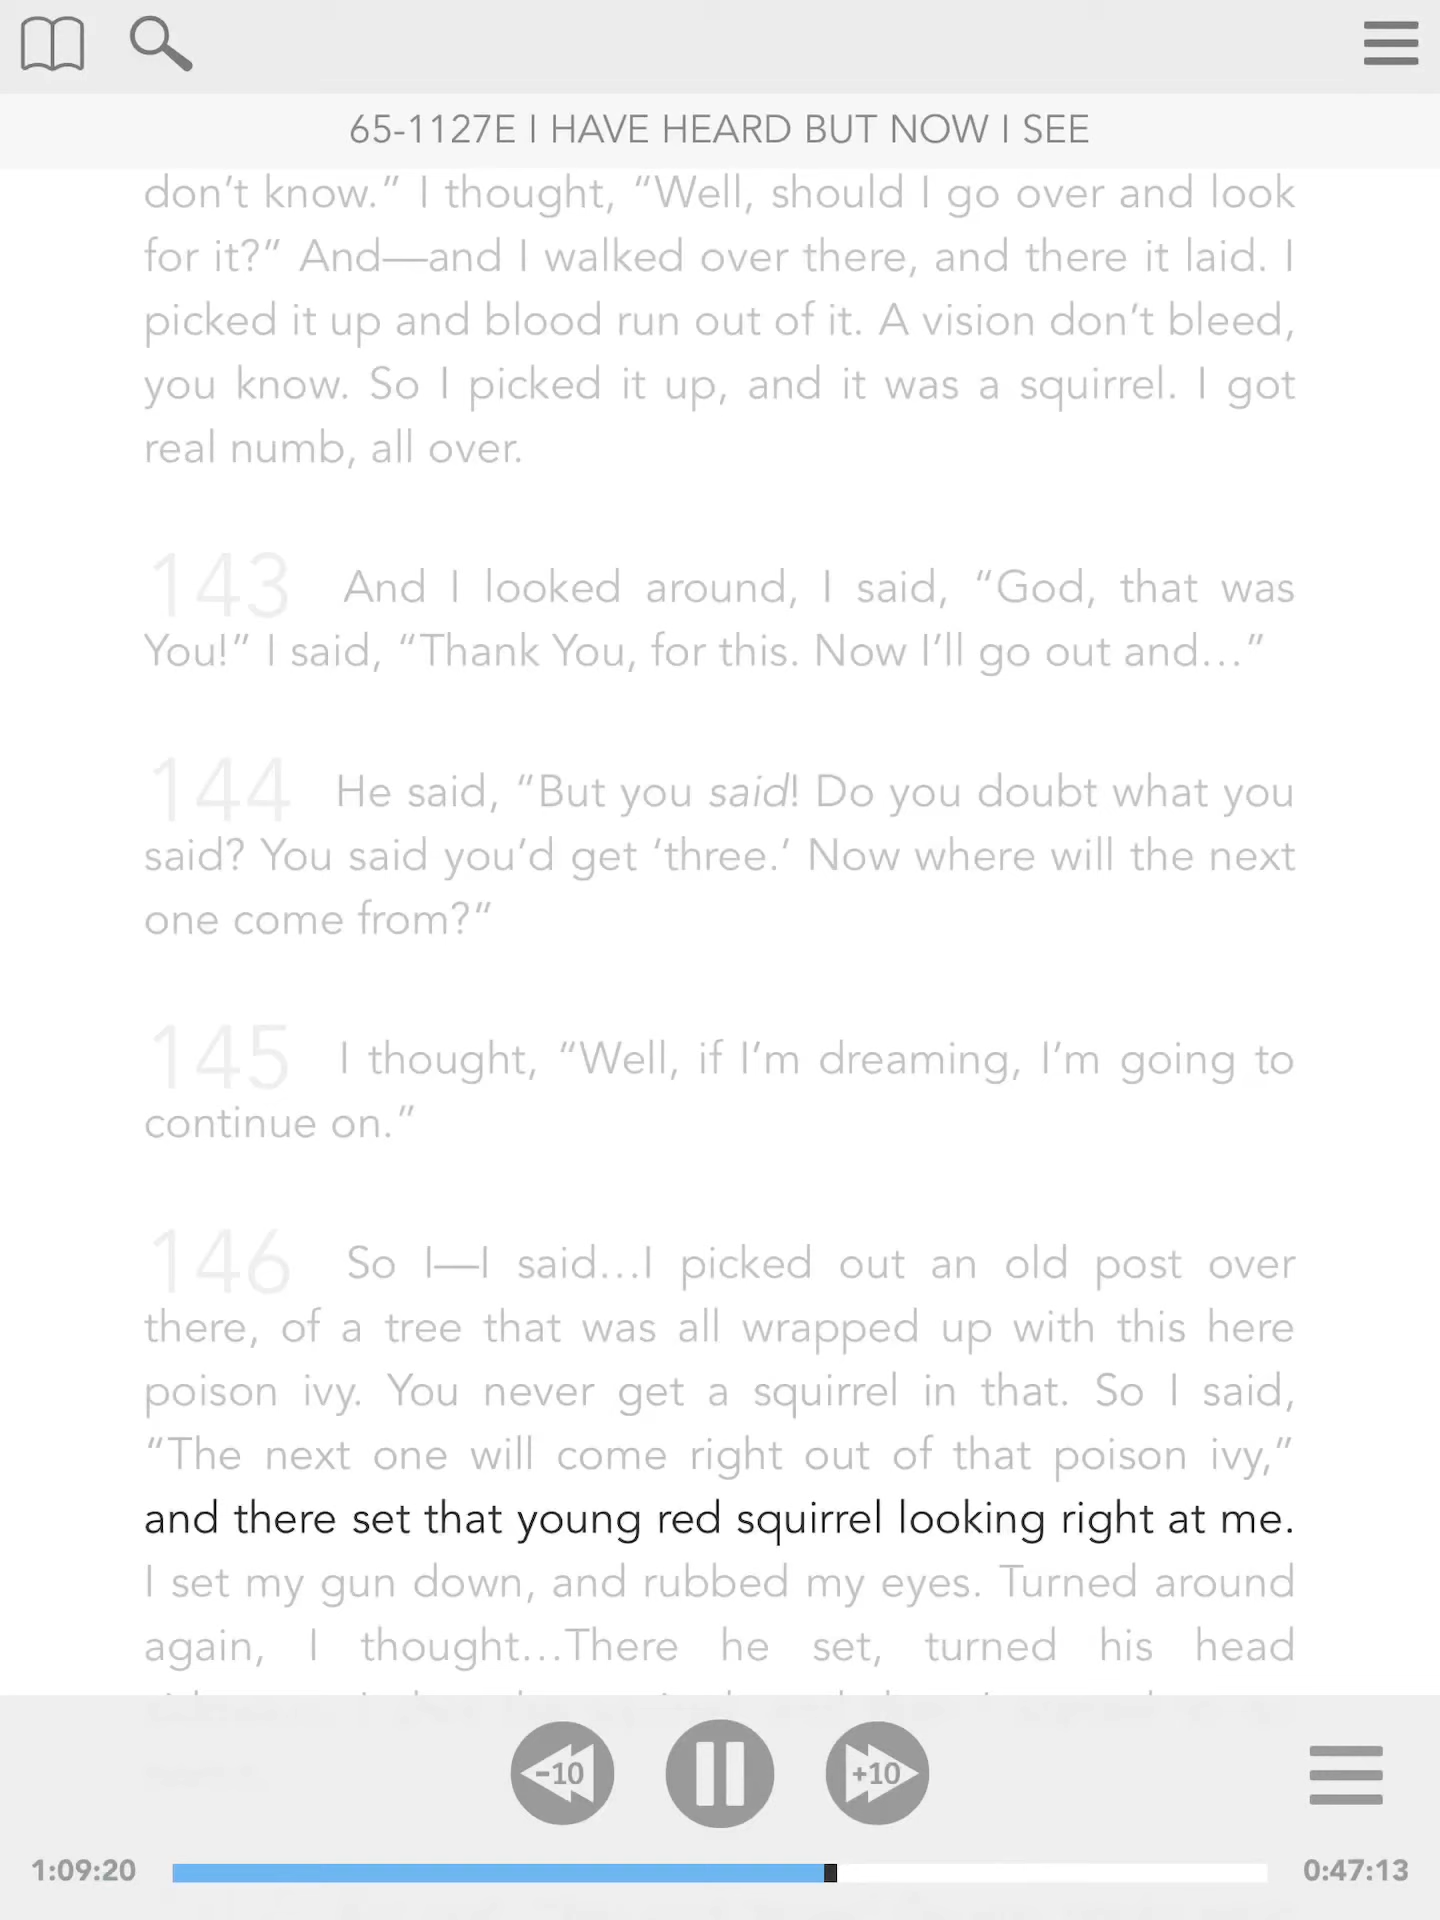 65-1127E I HAVE HEARD BUT NOW I SEE
don’t know.” I thought, “Well, should I go over and look
for it?” And—and I walked over there, and there it laid. I
picked it up and blood run out of it. A vision don’t bleed,
you know. So I picked it up, and it was a squirrel. I got
real numb, all over.
143 And I looked around, I said, “God, that was
You!” I said, “Thank You, for this. Now I’ll go out and…”
144 He said, “But you said! Do you doubt what you
said? You said you’d get ‘three.’ Now where will the next
one come from?”
145 I thought, “Well, if I’m dreaming, I’m going to
continue on.”
146 So I—I said…I picked out an old post over
there, of a tree that was all wrapped up with this here
poison ivy. You never get a squirrel in that. So I said,
“The next one will come right out of that poison ivy,”
and there set that young red squirrel looking right at me.
I set my gun down, and rubbed my eyes. Turned around
again, I thought…There he set, turned his head
-10 +10
1:09:20 0:47:13